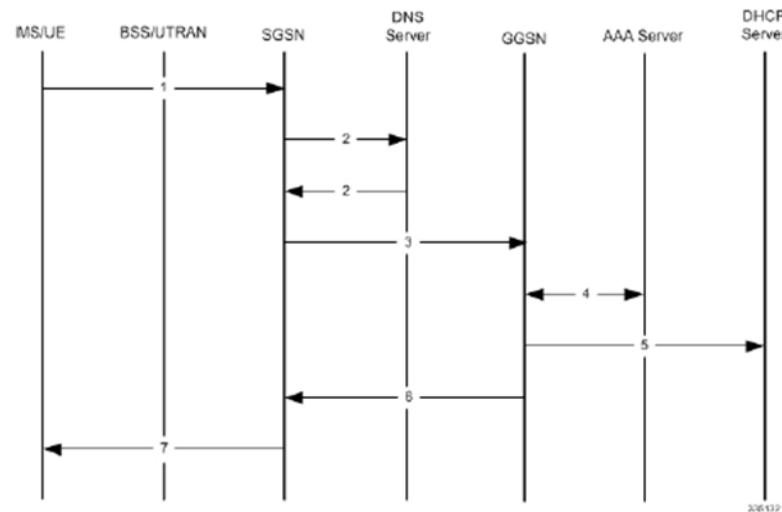 MS/UE
BSS/UTRAN
SGSN
DNS
Server
GGSN
AAA Server
DHCP
Server
1
2
2
3
4
5
6
7